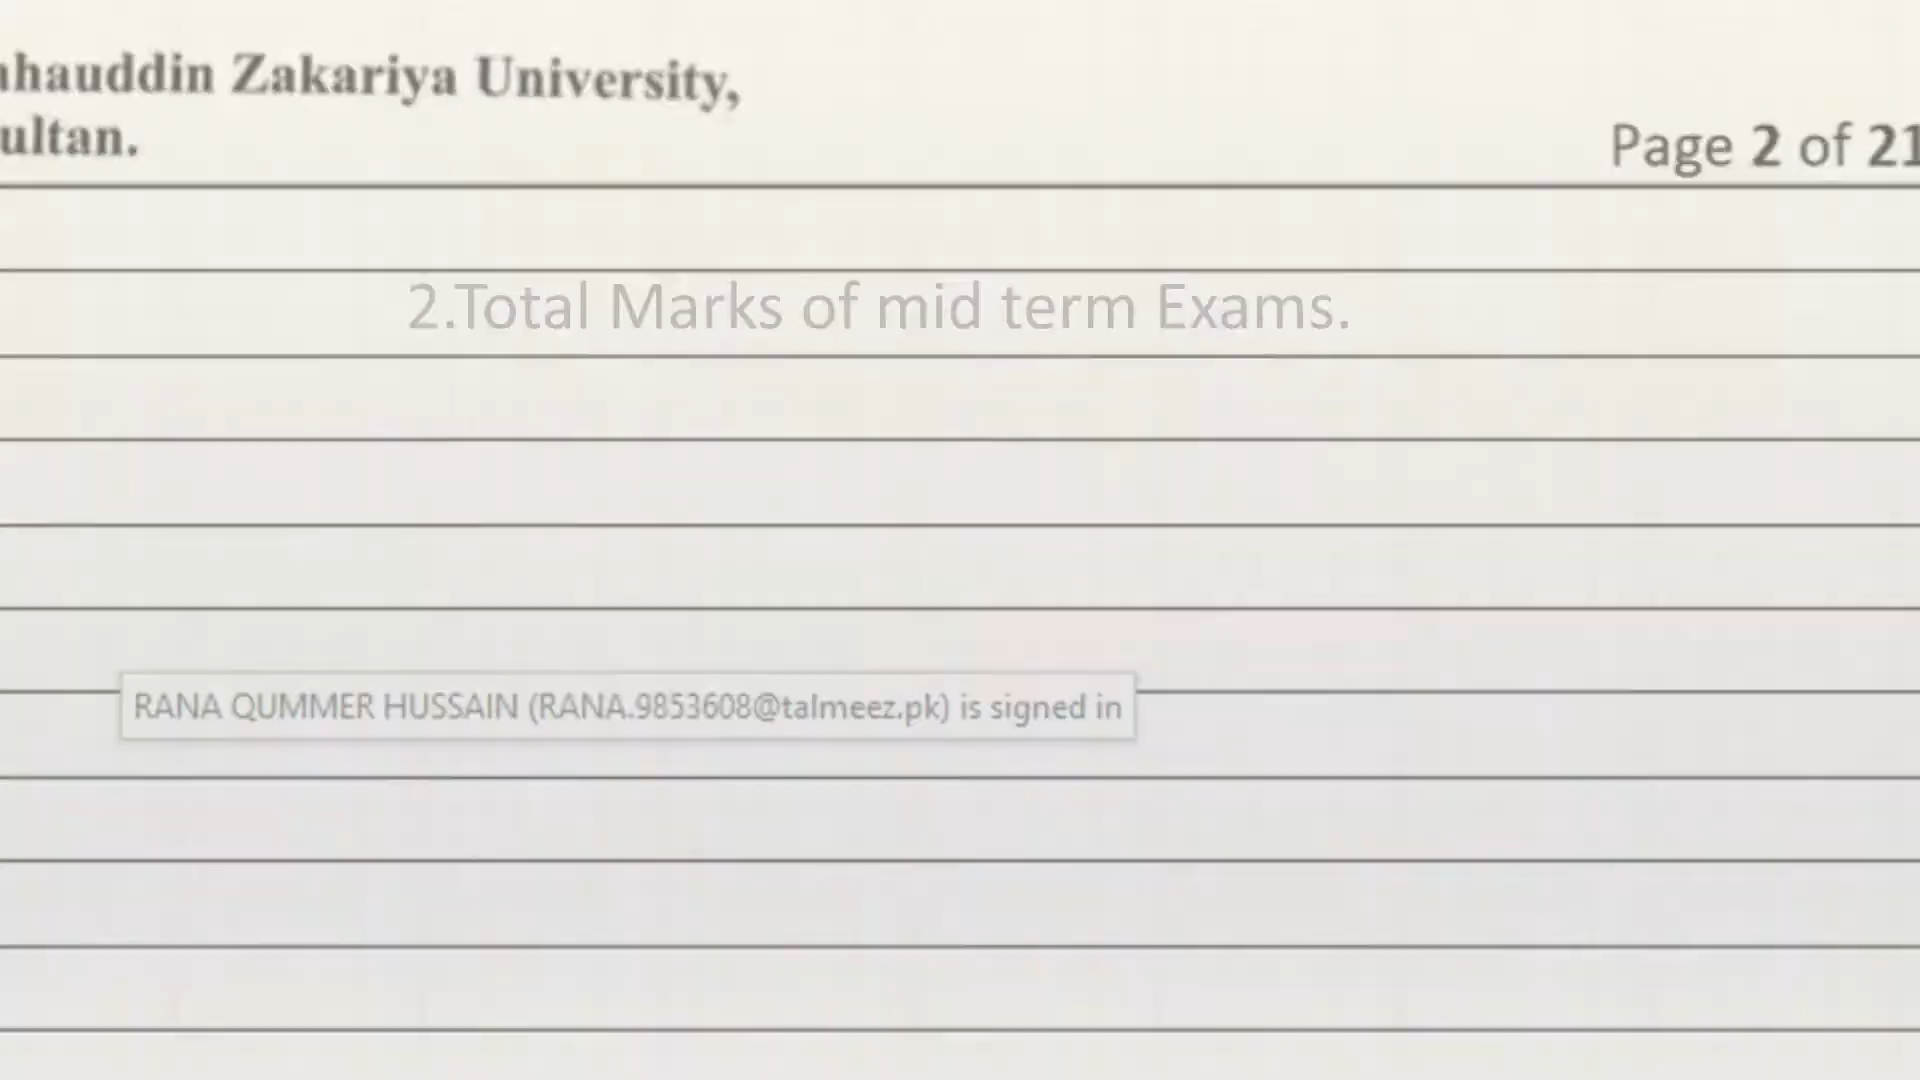 ahauddin Zakariya University,
ultan.
Page 2 of 21
2.Total Marks of mid term Exams.
RANA QUMMER HUSSAIN (RANA.9853608@talmeez.pk) is signed in